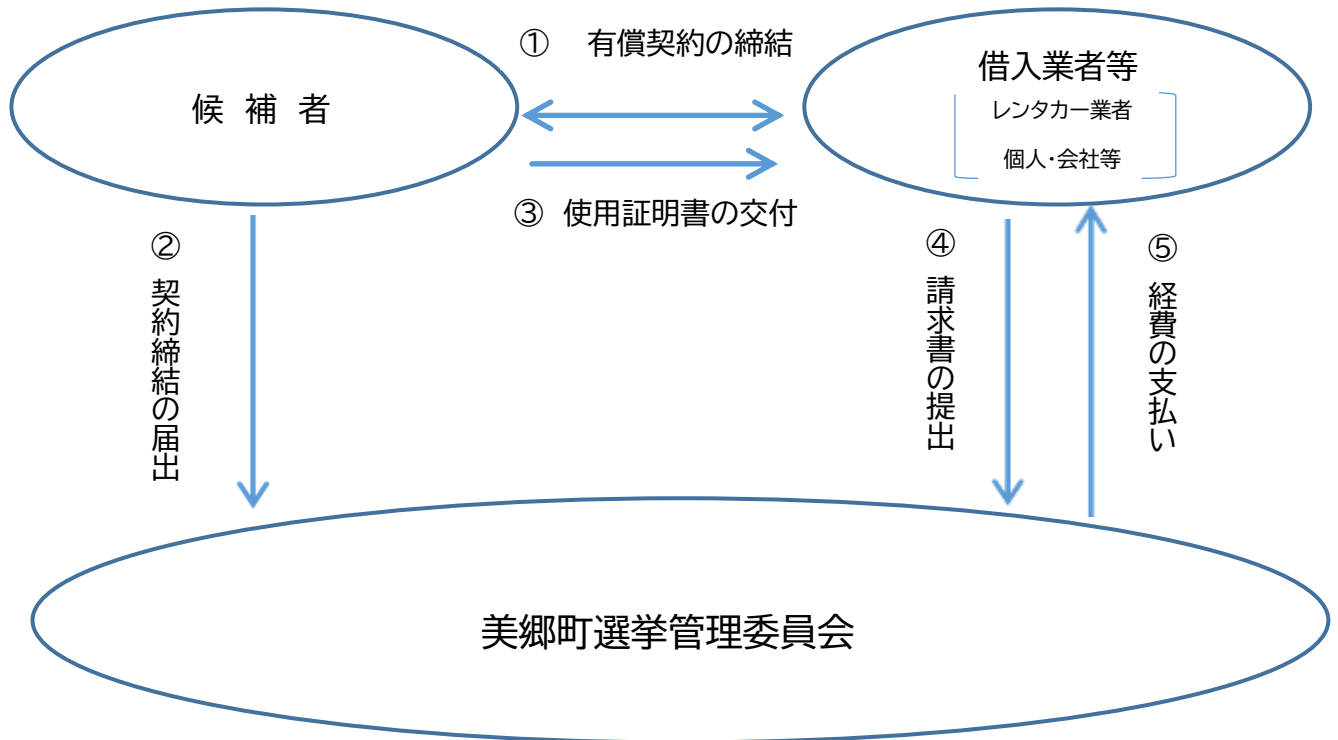 ① 有償契約の締結
候 補 者
借入業者等
レンタカー業者
個人・会社等
③ 使用証明書の交付
② 契約締結の届出
④ 請求書の提出
⑤ 経費の支払い
美郷町選挙管理委員会